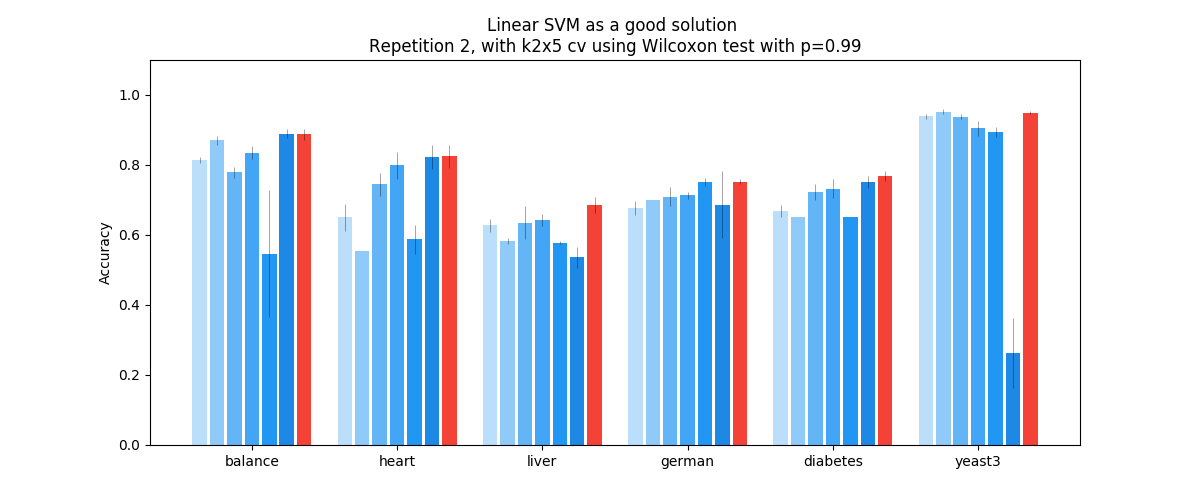 Linear SVM as a good solution
Repetition 2, with k2x5 cv using Wilcoxon test with p=0.99
1.0
0.8
0.6
0.4
0.2
0.0
Accuracy
balance heart liver german diabetes yeast3